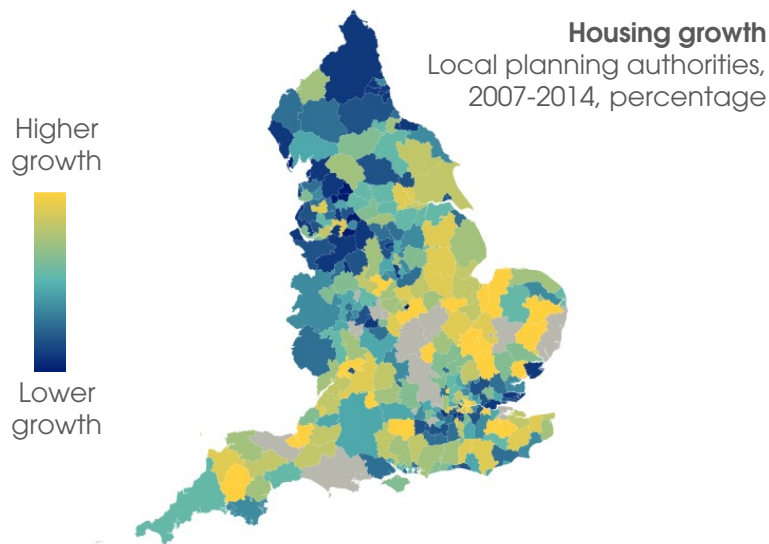 Housing growth
Local planning authorities,
2007-2014, percentage
Higher
growth
Lower
growth